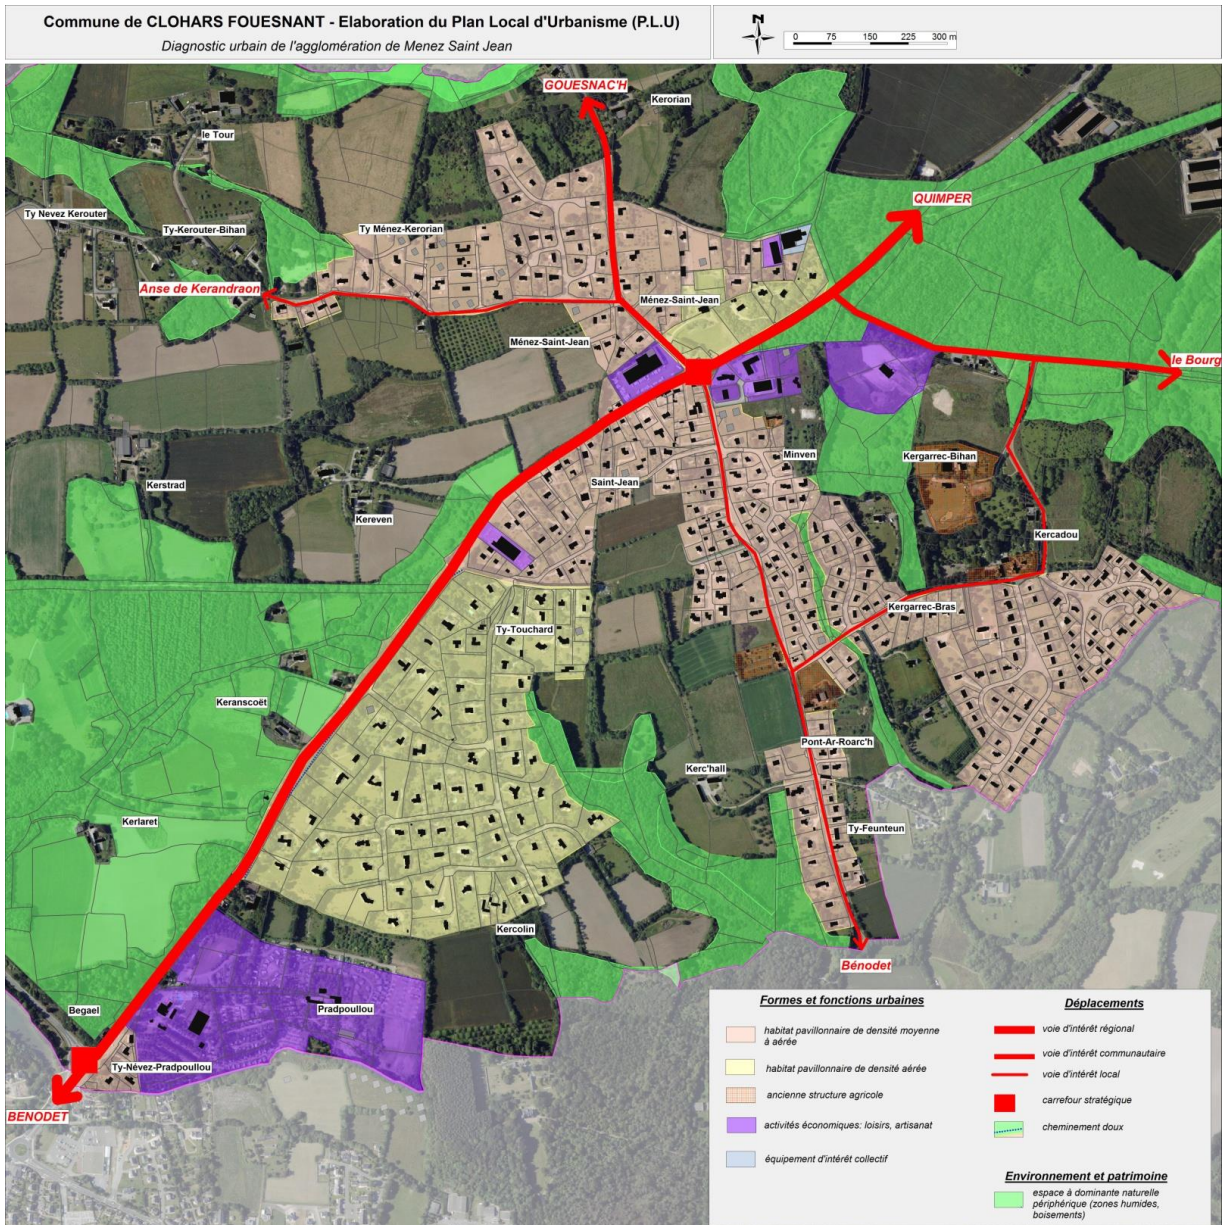 Commune de CLOHARS FOUESNANT - Elaboration du Plan Local d'Urbanisme (P.L.U)
Diagnostic urbain de l'agglomération de Menez Saint Jean
N
0 75 150 225 300 m
GOUESNAC'H
Kerorian
le Tour
QUIMPER
Ty Nevez Kerouter
Ty-Kerouter-Bihan
Ty Ménez-Kerorian
Anse de Kerandraon
Ménez-Saint-Jean
Ménez-Saint-Jean
le Bourg
Minven
Kergarrec-Bihan
Saint-Jean
Kerstrad
Kereven
Kercadou
Kergarrec-Bras
Ty-Touchard
Keranscoët
Pont-Ar-Roarc'h
Kerc'hall
Kerlaret
Ty-Feunteun
Kercolin
Bénodet
Begael
Pradpoullou
Ty-Névez-Pradpoullou
BENODET
Formes et fonctions urbaines
habitat pavillonnaire de densité moyenne
à aérée
habitat pavillonnaire de densité aérée
ancienne structure agricole
activités économiques: loisirs, artisanat
équipement d'intérêt collectif
Déplacements
voie d'intérêt régional
voie d'intérêt communautaire
voie d'intérêt local
carrefour stratégique
cheminement doux
Environnement et patrimoine
espace à dominante naturelle
périphérique (zones humides,
boisements)